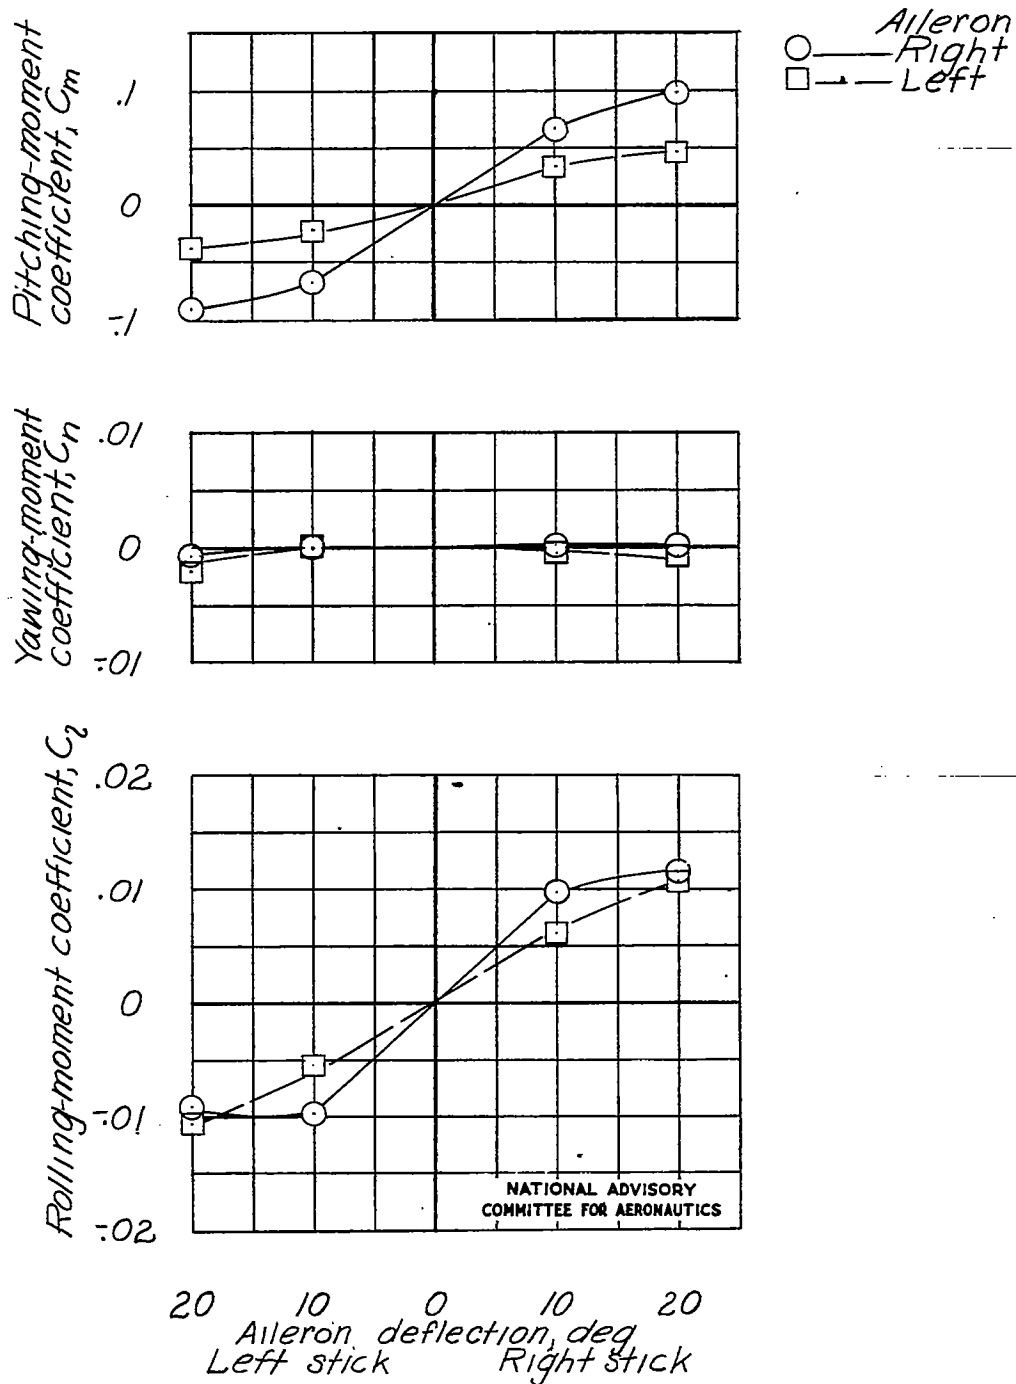 Aileron
Right
Left
Pitching-moment
coefficient, Cm
.1
0
-.1
Yawing-moment
coefficient, Cn
.01
0
-.01
Rolling-moment coefficient, Cl
.02
.01
0
-.01
-.02
NATIONAL ADVISORY
COMMITTEE FOR AERONAUTICS
20 10 0 10 20
Aileron deflection, deg
Left stick Right stick